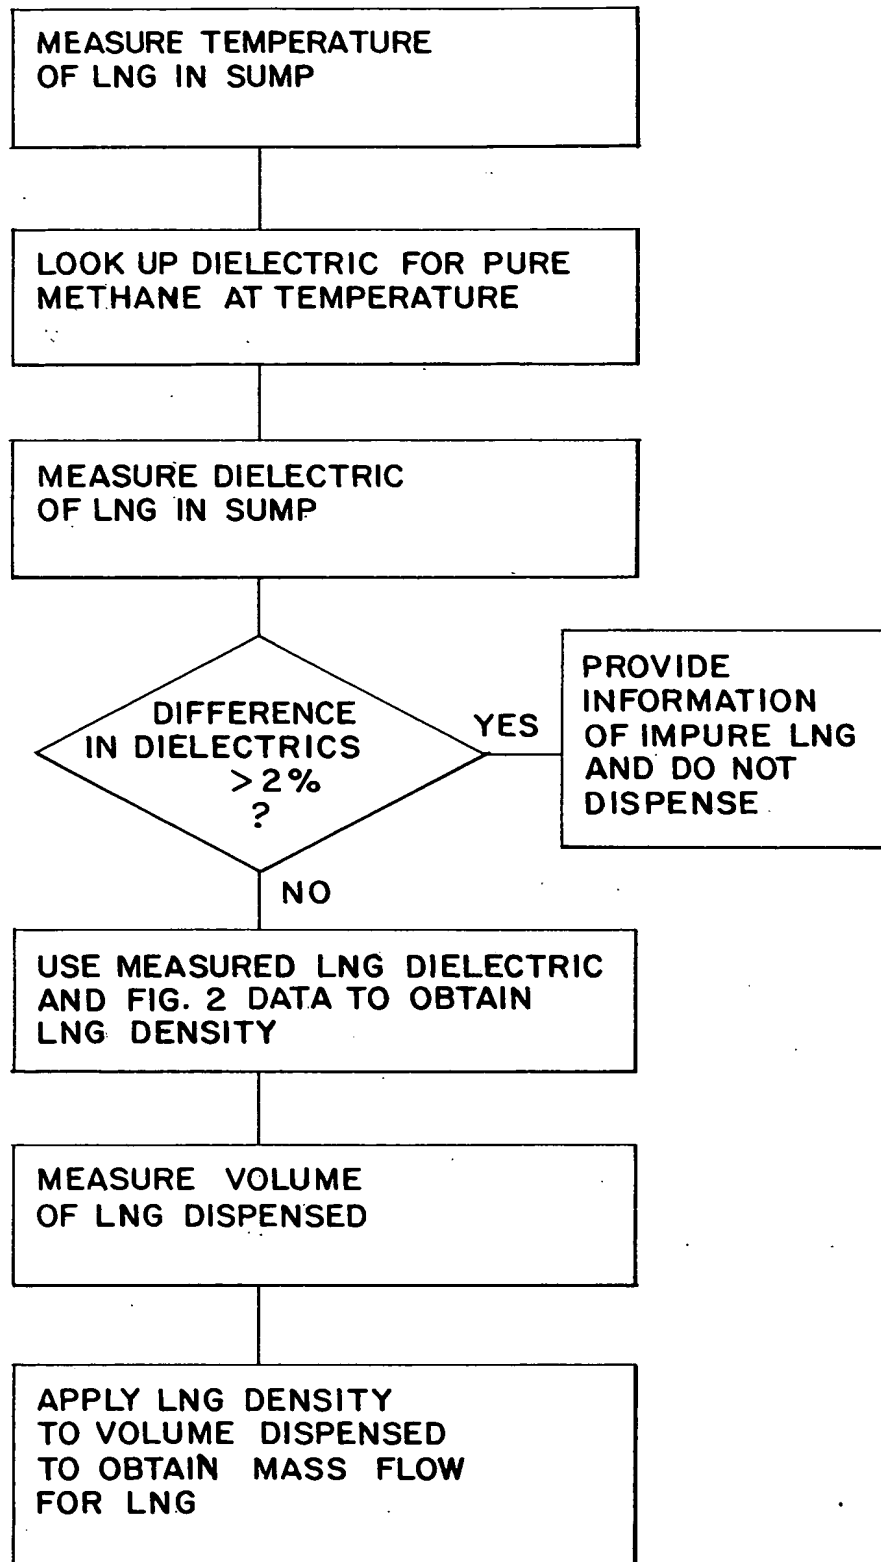 MEASURE TEMPERATURE
OF LNG IN SUMP
LOOK UP DIELECTRIC FOR PURE
METHANE AT TEMPERATURE
MEASURE DIELECTRIC
OF LNG IN SUMP
DIFFERENCE
IN DIELECTRICS
>2%
?
YES
PROVIDE
INFORMATION
OF IMPURE LNG
AND DO NOT
DISPENSE
NO
USE MEASURED LNG DIELECTRIC
AND FIG. 2 DATA TO OBTAIN
LNG DENSITY
MEASURE VOLUME
OF LNG DISPENSED
APPLY LNG DENSITY
TO VOLUME DISPENSED
TO OBTAIN MASS FLOW
FOR LNG